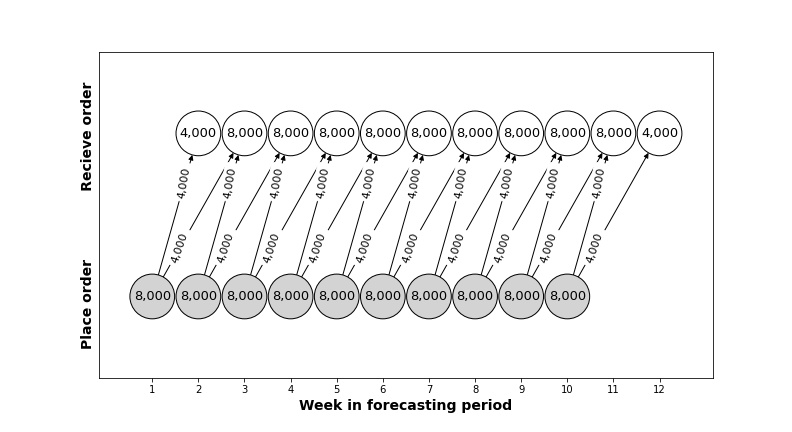 Recieve order
4,000 8,000 8,000 8,000 8,000 8,000 8,000 8,000 8,000 8,000 4,000
4,000 4,000 4,000 4,000 4,000 4,000 4,000 4,000 4,000 4,000
4,000 4,000 4,000 4,000 4,000 4,000 4,000 4,000 4,000 4,000
Place order
8,000 8,000 8,000 8,000 8,000 8,000 8,000 8,000 8,000 8,000
1 2 3 4 5 6 7 8 9 10 11 12
Week in forecasting period